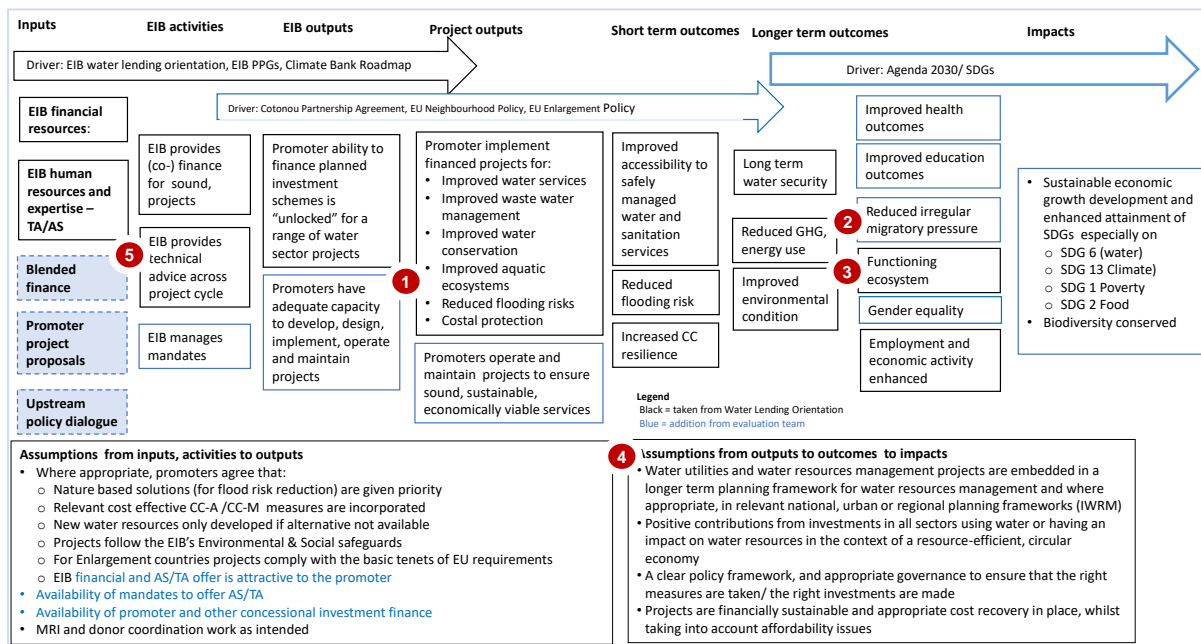 Inputs
EIB activities
EIB outputs
Project outputs
Short term outcomes
Longer term outcomes
Impacts
Driver: EIB water lending orientation, EIB PPGs, Climate Bank Roadmap
Driver: Agenda 2030/ SDGs
Driver: Cotonou Partnership Agreement, EU Neighbourhood Policy, EU Enlargement Policy
EIB financial
resources:
EIB human
resources and
expertise –
TA/AS
Blended
finance
Promoter
project
proposals
Upstream
policy dialogue
EIB provides
(co-) finance
for sound,
projects
5
EIB provides
technical
advice across
project cycle
EIB manages
mandates
Promoter ability to
finance planned
investment
schemes is
"unlocked" for a
range of water
sector projects
Promoters have
adequate capacity
to develop, design,
implement, operate
and maintain
projects
1
Promoter implement
financed projects for:
• Improved water services
• Improved waste water
management
• Improved water
conservation
• Improved aquatic
ecosystems
• Reduced flooding risks
• Costal protection
Promoters operate and
maintain projects to ensure
sound, sustainable,
economically viable services
Improved
accessibility to
safely
managed
water and
sanitation
services
Reduced
flooding risk
Increased CC
resilience
Long term
water security
Reduced GHG,
energy use
Improved
environmental
condition
Improved health
outcomes
Improved education
outcomes
2
Reduced irregular
migratory pressure
3
Functioning
ecosystem
Gender equality
Employment and
economic activity
enhanced
• Sustainable economic
growth development and
enhanced attainment of
SDGs especially on
o SDG 6 (water)
o SDG 13 Climate)
o SDG 1 Poverty
o SDG 2 Food
• Biodiversity conserved
Legend
Black = taken from Water Lending Orientation
Blue = addition from evaluation team
Assumptions from inputs, activities to outputs
• Where appropriate, promoters agree that:
o Nature based solutions (for flood risk reduction) are given priority
o Relevant cost effective CC-A /CC-M measures are incorporated
o New water resources only developed if alternative not available
o Projects follow the EIB's Environmental & Social safeguards
o For Enlargement countries projects comply with the basic tenets of EU requirements
o EIB financial and AS/TA offer is attractive to the promoter
• Availability of mandates to offer AS/TA
• Availability of promoter and other concessional investment finance
• MRI and donor coordination work as intended
4
Assumptions from outputs to outcomes to impacts
• Water utilities and water resources management projects are embedded in a
longer term planning framework for water resources management and where
appropriate, in relevant national, urban or regional planning frameworks (IWRM)
• Positive contributions from investments in all sectors using water or having an
impact on water resources in the context of a resource-efficient, circular
economy
• A clear policy framework, and appropriate governance to ensure that the right
measures are taken/ the right investments are made
• Projects are financially sustainable and appropriate cost recovery in place, whilst
taking into account affordability issues